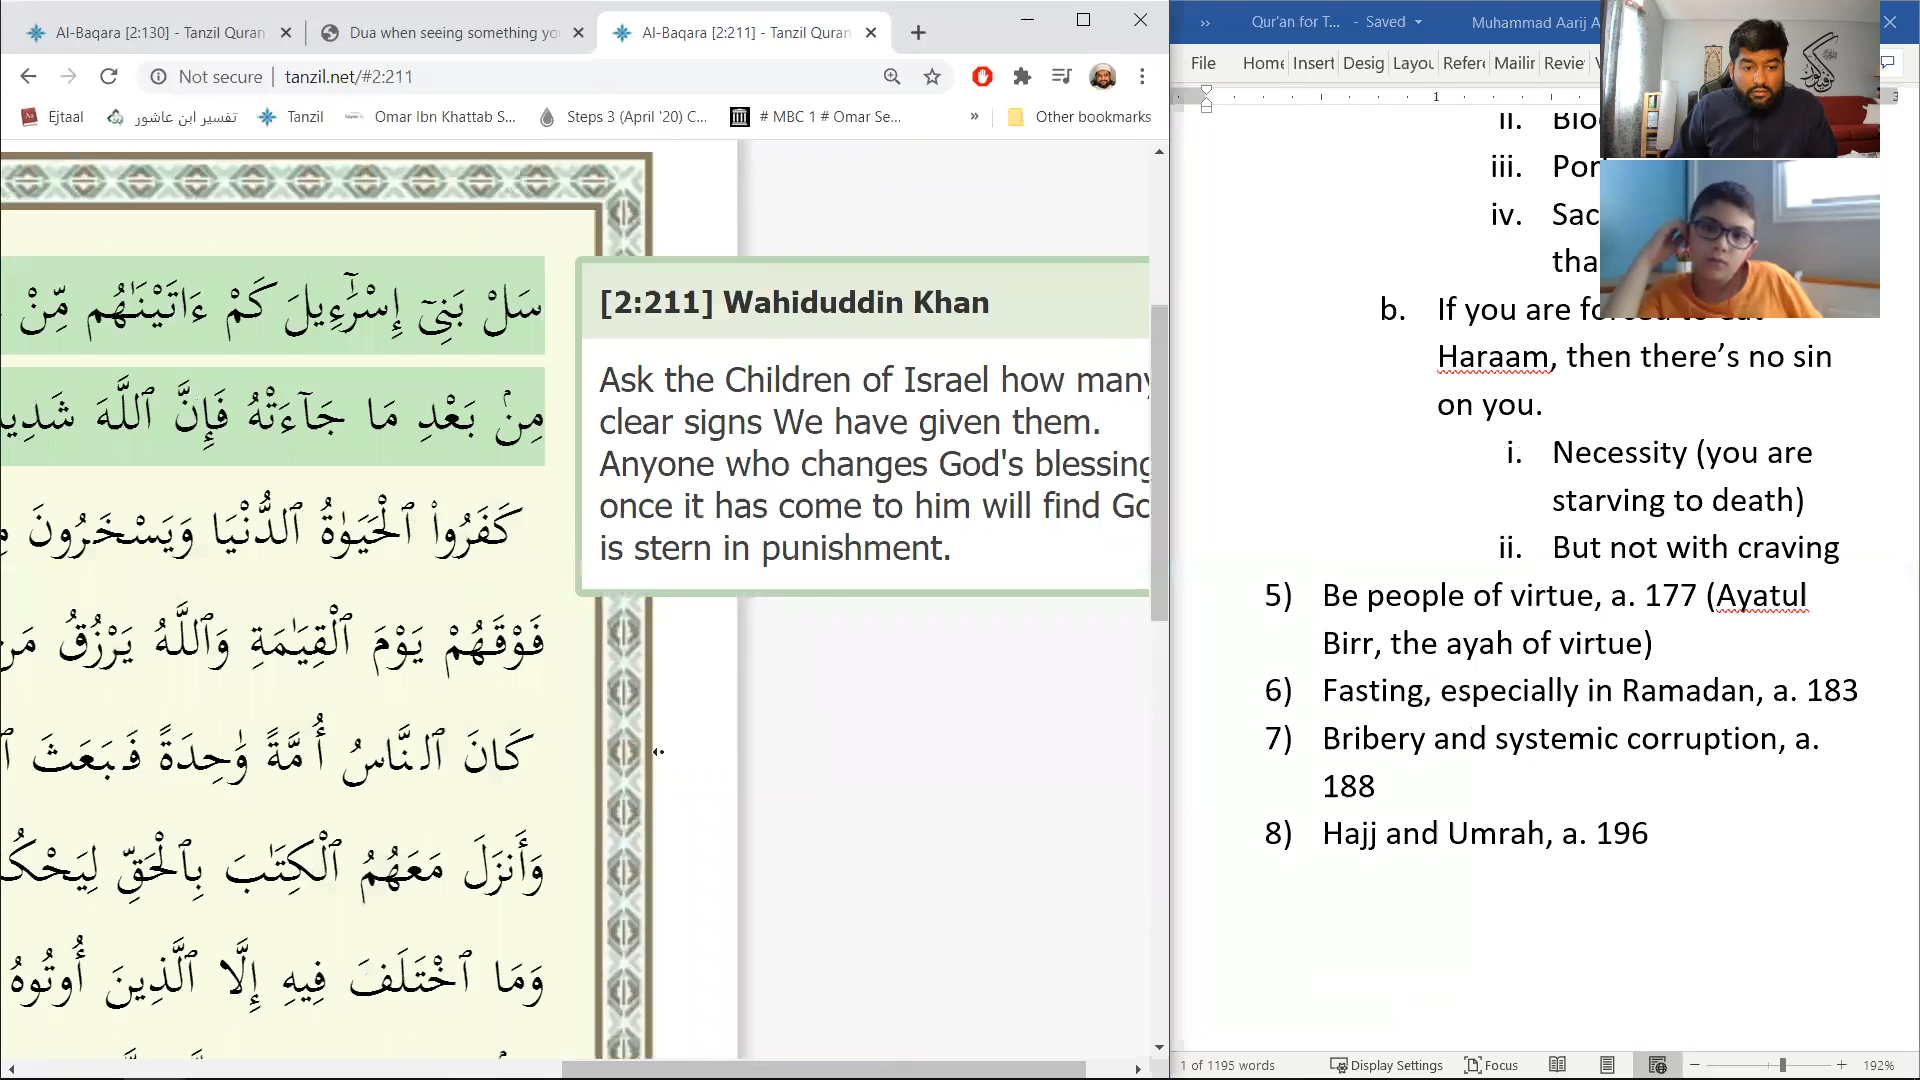 Al-Baqara [2:130] - Tanzil Quran
Dua when seeing something yo
Al-Baqara [2:211] - Tanzil Quran
Not secure | tanzil.net/#2:211
Ejtaal
تفسير ابن عاشور
Tanzil
Omar Ibn Khattab S...
Steps 3 (April '20) C...
# MBC 1 # Omar Se...
» Other bookmarks
سَلْ بَنِىٓ إِسْرَٰٓءِيلَ كَمْ ءَاتَيْنَٰهُم مِّنْ
مِنۢ بَعْدِ مَا جَآءَتْهُ فَإِنَّ ٱللَّهَ
كَفَرُوا۟ ٱلْحَيَوٰةُ ٱلدُّنْيَا وَيَسْخَرُونَ
فَوْقَهُمْ يَوْمَ ٱلْقِيَٰمَةِ وَٱللَّهُ يَرْزُقُ مَن
كَانَ ٱلنَّاسُ أُمَّةً وَٰحِدَةً فَبَعَثَ
وَأَنزَلَ مَعَهُمُ ٱلْكِتَٰبَ بِٱلْحَقِّ
وَمَا ٱخْتَلَفَ فِيهِ إِلَّا ٱلَّذِينَ أُوتُوهُ
[2:211] Wahiduddin Khan
Ask the Children of Israel how many
clear signs We have given them.
Anyone who changes God's blessing
once it has come to him will find Go
is stern in punishment.
Qur'an for T... - Saved
Muhammad Aarij A
File Home Insert Desig Layou Refere Mailin Revie
1
3
ii. Bloo
iii. Por
iv. Sac
tha
b. If you are forced to eat
Haraam, then there's no sin
on you.
i. Necessity (you are
starving to death)
ii. But not with craving
5) Be people of virtue, a. 177 (Ayatul
Birr, the ayah of virtue)
6) Fasting, especially in Ramadan, a. 183
7) Bribery and systemic corruption, a.
188
8) Hajj and Umrah, a. 196
1 of 1195 words
Display Settings
Focus
192%